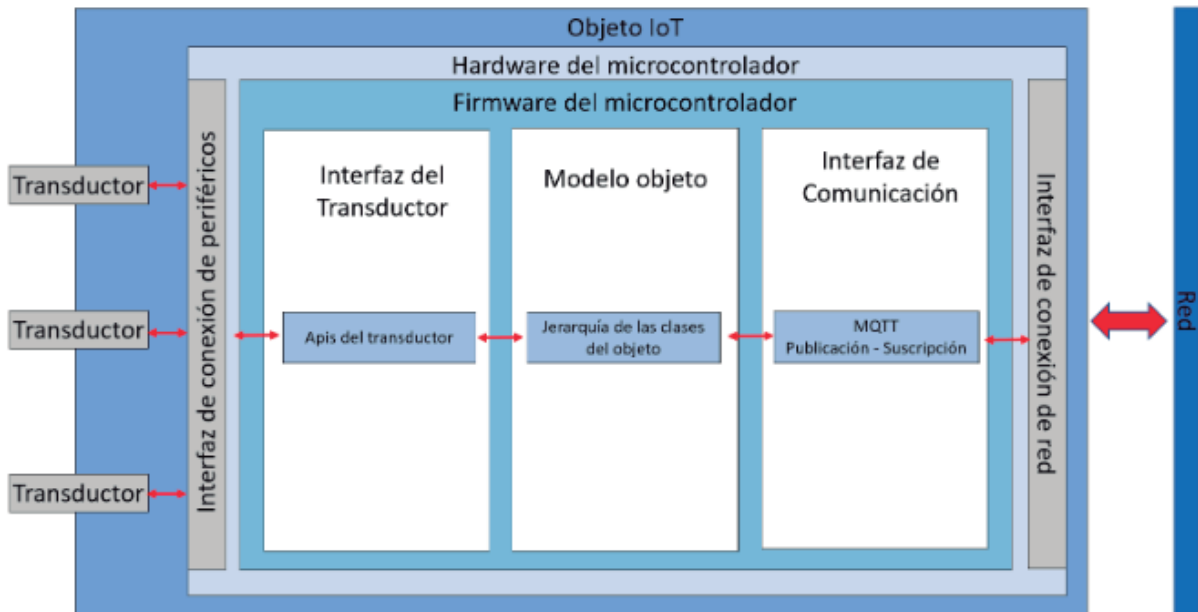 Objeto IoT
Hardware del microcontrolador
Firmware del microcontrolador
Transductor
Transductor
Transductor
Interfaz de conexión de periféricos
Interfaz del
Transductor
Apis del transductor
Modelo objeto
Jerarquía de las clases
del objeto
Interfaz de
Comunicación
MQTT
Publicación - Suscripción
Interfaz de conexión de red
Red